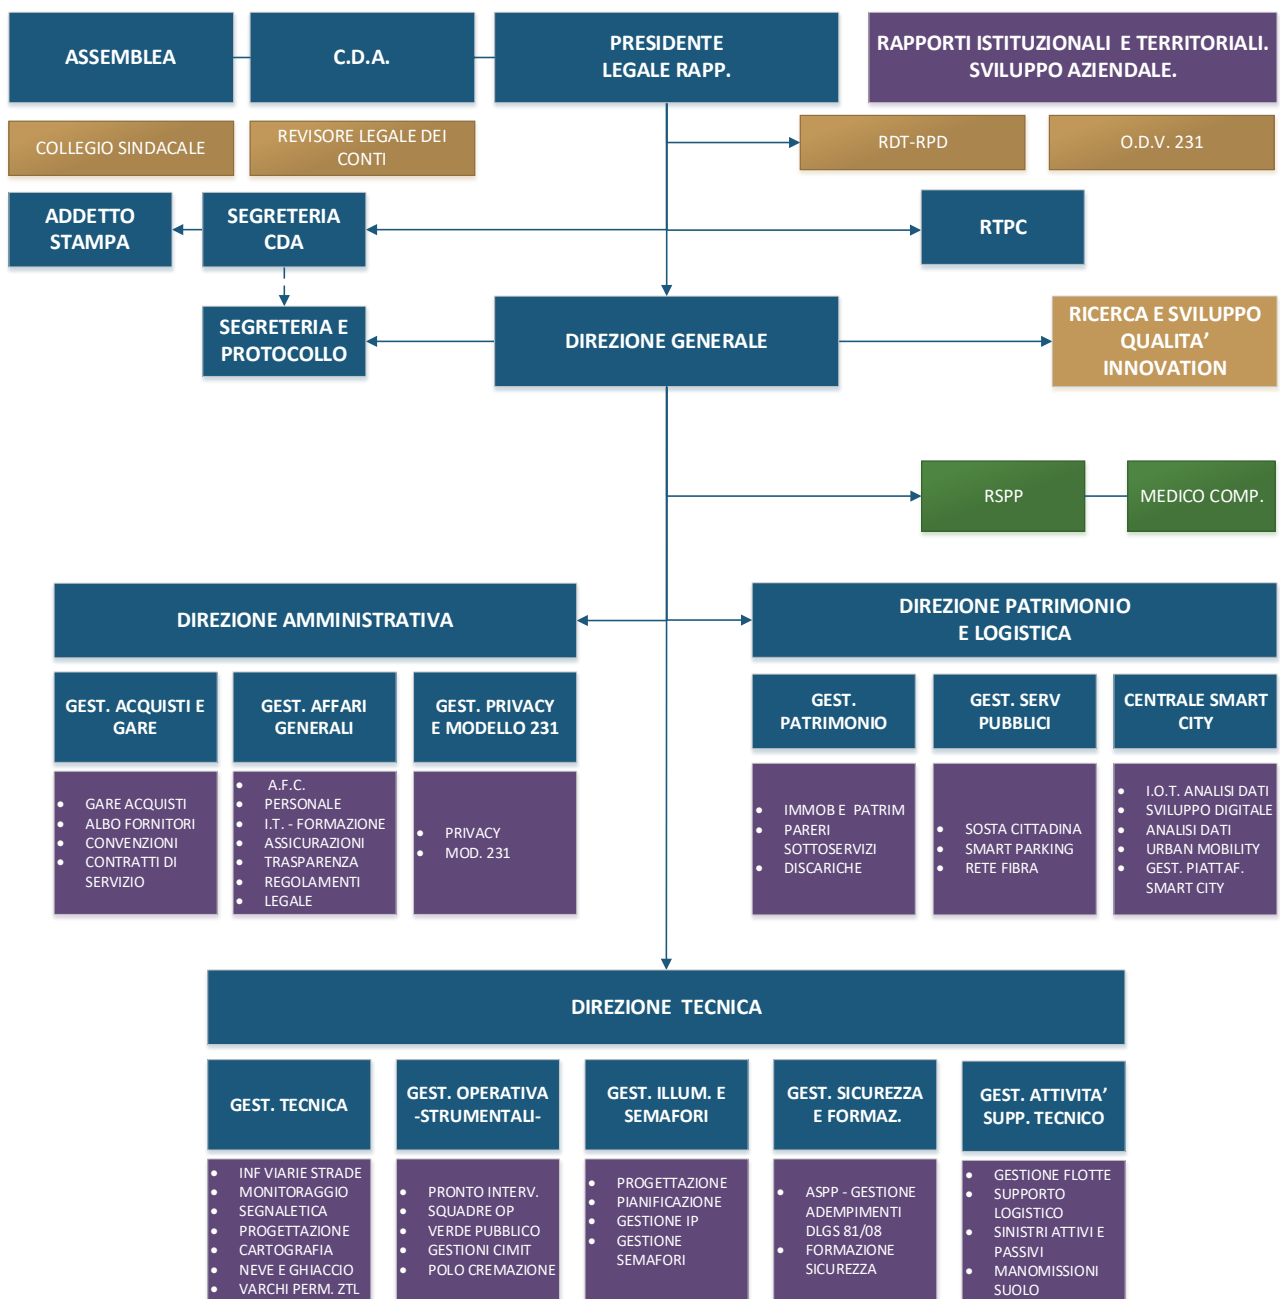 ASSEMBLEA
C.D.A.
PRESIDENTE
LEGALE RAPP.
RAPPORTI ISTITUZIONALI E TERRITORIALI.
SVILUPPO AZIENDALE.
COLLEGIO SINDACALE
REVISORE LEGALE DEI
CONTI
RDT-RPD
O.D.V. 231
ADDETTO
STAMPA
SEGRETERIA
CDA
RTPC
SEGRETERIA E
PROTOCOLLO
DIREZIONE GENERALE
RICERCA E SVILUPPO
QUALITA’
INNOVATION
RSPP
MEDICO COMP.
DIREZIONE AMMINISTRATIVA
DIREZIONE PATRIMONIO
E LOGISTICA
GEST. ACQUISTI E
GARE
GEST. AFFARI
GENERALI
GEST. PRIVACY
E MODELLO 231
GEST.
PATRIMONIO
GEST. SERV
PUBBLICI
CENTRALE SMART
CITY
• GARE ACQUISTI
• ALBO FORNITORI
• CONVENZIONI
• CONTRATTI DI
SERVIZIO
• A.F.C.
• PERSONALE
• I.T. - FORMAZIONE
• ASSICURAZIONI
• TRASPARENZA
• REGOLAMENTI
• LEGALE
• PRIVACY
• MOD. 231
• IMMOB E PATRIM
• PARERI
SOTTOSERVIZI
• DISCARICHE
• SOSTA CITTADINA
• SMART PARKING
• RETE FIBRA
• I.O.T. ANALISI DATI
• SVILUPPO DIGITALE
• ANALISI DATI
• URBAN MOBILITY
• GEST. PIATTAF.
SMART CITY
DIREZIONE TECNICA
GEST. TECNICA
GEST. OPERATIVA
-STRUMENTALI-
GEST. ILLUM. E
SEMAFORI
GEST. SICUREZZA
E FORMAZ.
GEST. ATTIVITA’
SUPP. TECNICO
• INF VIARIE STRADE
• MONITORAGGIO
• SEGNALETICA
• PROGETTAZIONE
• CARTOGRAFIA
• NEVE E GHIACCIO
• VARCHI PERM. ZTL
• PRONTO INTERV.
• SQUADRE OP
• VERDE PUBBLICO
• GESTIONI CIMIT
• POLO CREMAZIONE
• PROGETTAZIONE
• PIANIFICAZIONE
• GESTIONE IP
• GESTIONE
SEMAFORI
• ASPP - GESTIONE
ADEMPIMENTI
DLGS 81/08
• FORMAZIONE
SICUREZZA
• GESTIONE FLOTTE
• SUPPORTO
LOGISTICO
• SINISTRI ATTIVI E
PASSIVI
• MANOMISSIONI
SUOLO